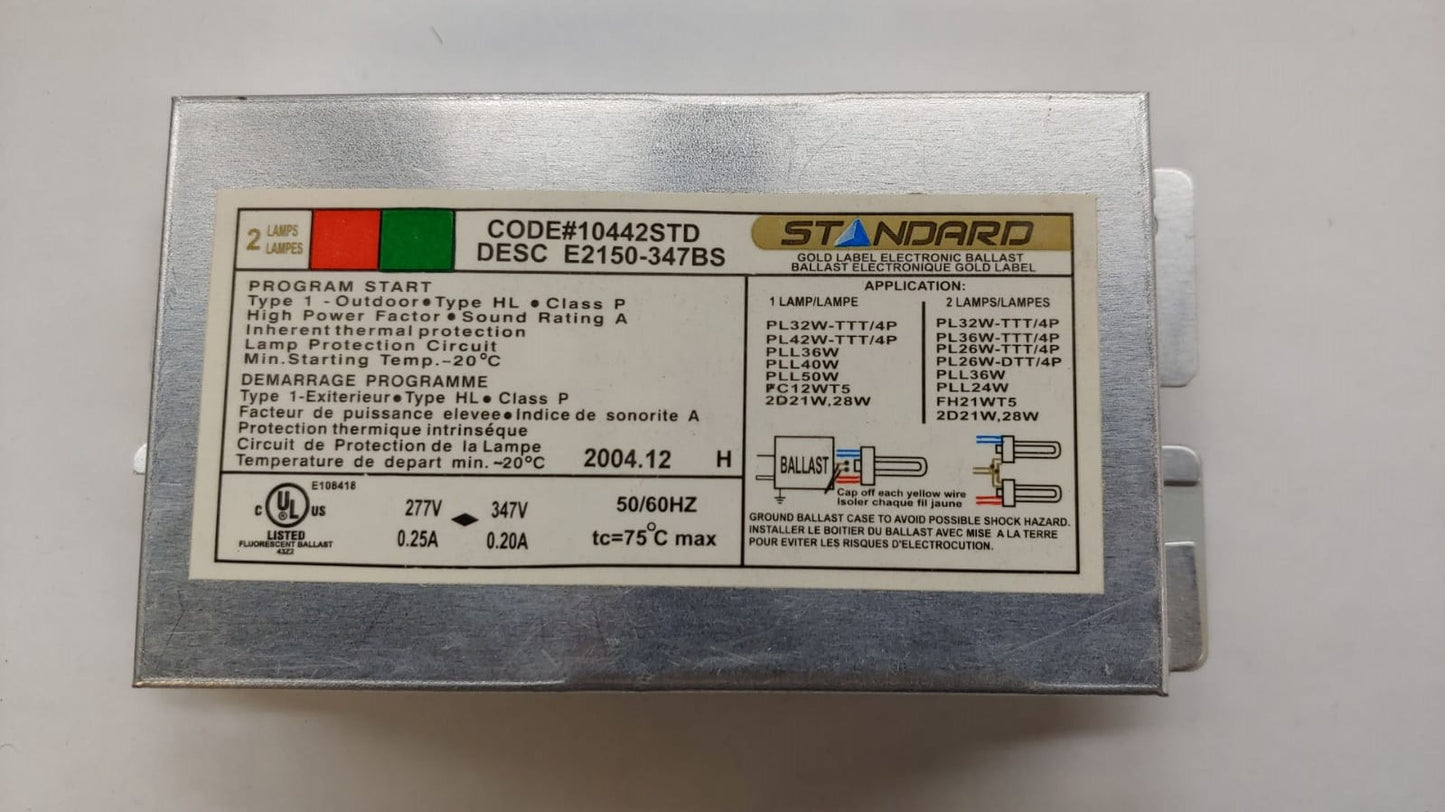 2 LAMPS
LAMPES
CODE#10442STD
DESC E2150-347BS
STANDARD
GOLD LABEL ELECTRONIC BALLAST
BALLAST ELECTRONIQUE GOLD LABEL
PROGRAM START
Type 1 -Outdoor●Type HL ●Class P
High Power Factor●Sound Rating A
Inherent thermal protection
Lamp Protection Circuit
Min.Starting Temp.-20°C
DEMARRAGE PROGRAMME
Type 1-Exiterieur●Type HL● Class P
Facteur de puissance elevee●Indice de sonorite A
Protection thermique intrinséque
Circuit de Protection de la Lampe
Temperature de depart min.-20°C
2004.12 H
c UL® US
E108418
LISTED
FLUORESCENT BALLAST
43Z2
277V ◆ 347V
0.25A 0.20A
50/60HZ
tc=75°C max
APPLICATION:
1 LAMP/LAMPE
PL32W-TTT/4P
PL42W-TTT/4P
PLL36W
PLL40W
PLL50W
FC12WT5
2D21W,28W
2 LAMPS/LAMPES
PL32W-TTT/4P
PL36W-TTT/4P
PL26W-TTT/4P
PL26W-DTT/4P
PLL36W
PLL24W
FH21WT5
2D21W,28W
BALLAST
Cap off each yellow wire
Isoler chaque fil jaune
GROUND BALLAST CASE TO AVOID POSSIBLE SHOCK HAZARD.
INSTALLER LE BOITIER DU BALLAST AVEC MISE A LA TERRE
POUR EVITER LES RISQUES D'ELECTROCUTION.